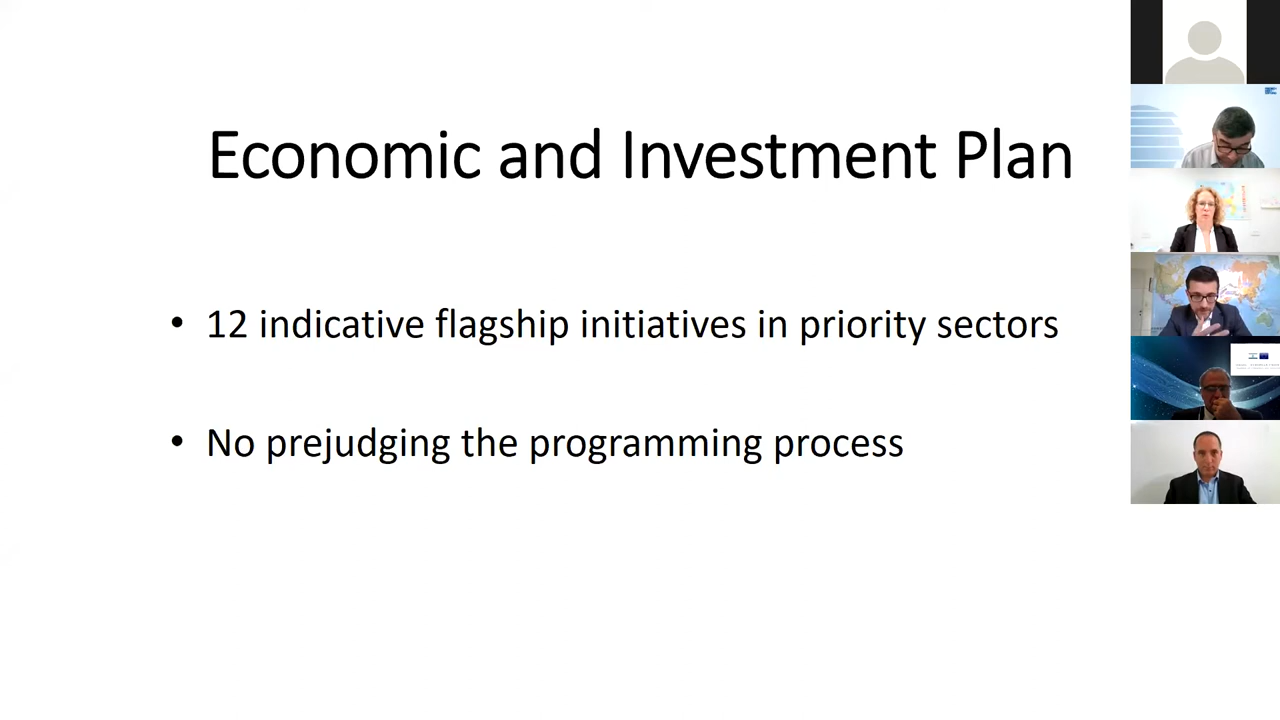 Economic and Investment Plan
• 12 indicative flagship initiatives in priority sectors
• No prejudging the programming process